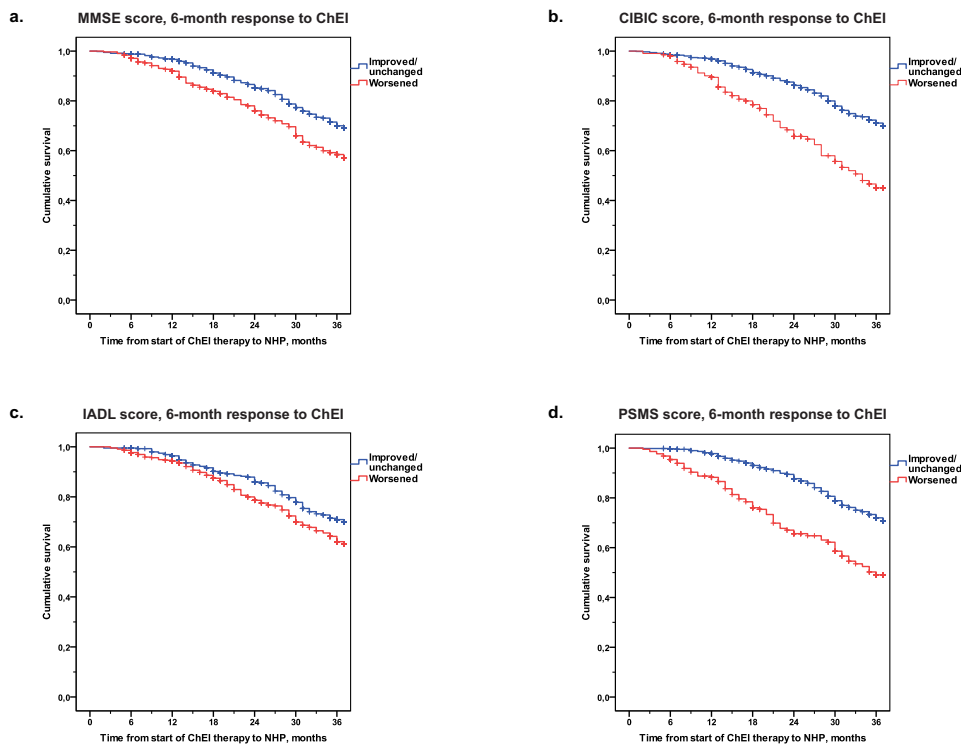 a.
MMSE score, 6-month response to ChEI
1,0
0,8
0,6
0,4
0,2
0,0
Cumulative survival
0 6 12 18 24 30 36
Time from start of ChEI therapy to NHP, months
Improved/
unchanged
Worsened
b.
CIBIC score, 6-month response to ChEI
1,0
0,8
0,6
0,4
0,2
0,0
Cumulative survival
0 6 12 18 24 30 36
Time from start of ChEI therapy to NHP, months
Improved/
unchanged
Worsened
c.
IADL score, 6-month response to ChEI
1,0
0,8
0,6
0,4
0,2
0,0
Cumulative survival
0 6 12 18 24 30 36
Time from start of ChEI therapy to NHP, months
Improved/
unchanged
Worsened
d.
PSMS score, 6-month response to ChEI
1,0
0,8
0,6
0,4
0,2
0,0
Cumulative survival
0 6 12 18 24 30 36
Time from start of ChEI therapy to NHP, months
Improved/
unchanged
Worsened